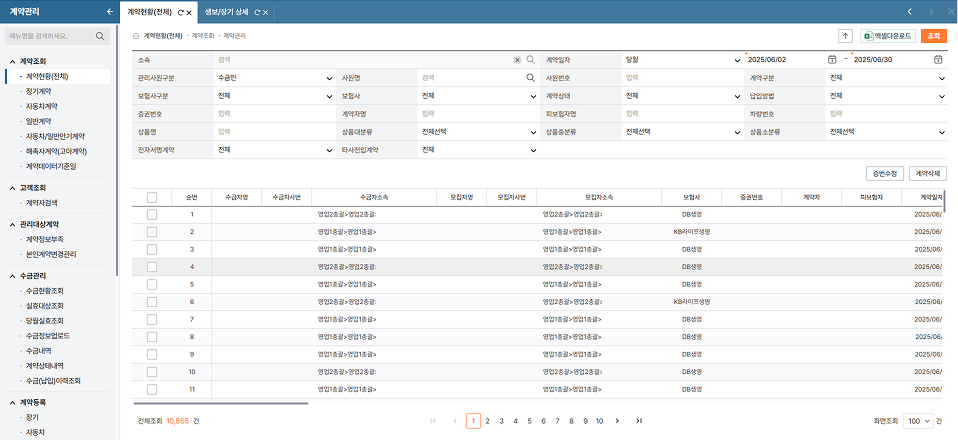 계약관리
계약현황(전체)
생보/장기 상세
메뉴명을 검색하세요.
계약조회
계약현황(전체)
장기계약
자동차계약
일반계약
자동차/일반만기계약
해촉자계약(고아계약)
계약데이터기준일
고객조회
계약자검색
관리대상계약
계약정보부족
본인계약변경관리
수금관리
수금현황조회
실효대상조회
당월실효조회
수금정보업로드
수금내역
계약상태내역
수금(납입)이력조회
계약등록
장기
자동차
계약현황(전체) - 계약조회 - 계약관리
엑셀다운로드 조회
소속 검색 계약일자 당월 2025/06/02 ~ 2025/06/30
관리사원구분 수금인 사원명 검색 사원번호 입력 계약구분 전체
보험사구분 전체 보험사 전체 계약상태 전체 납입방법 전체
증권번호 입력 계약자명 입력 피보험자명 입력 차량번호 입력
상품명 입력 상품대분류 전체선택 상품중분류 전체선택 상품소분류 전체선택
전자서명계약 전체 타사전입계약 전체
증번수정 계약삭제
순번 수금자명 수금자사번 수금자소속 모집자명 모집자사번 모집자소속 보험사 증권번호 계약자 피보험자 계약일자
1 영업2총괄>영업2총괄: 영업2총괄>영업2총괄: DB생명 2025/06/
2 영업1총괄>영업1총괄> 영업1총괄>영업1총괄> KB라이프생명 2025/06/
3 영업1총괄>영업1총괄> 영업1총괄>영업1총괄> DB생명 2025/06/
4 영업2총괄>영업2총괄: 영업2총괄>영업2총괄: DB생명 2025/06/
5 영업1총괄>영업1총괄> 영업1총괄>영업1총괄> DB생명 2025/06/
6 영업2총괄>영업2총괄: 영업2총괄>영업2총괄: KB라이프생명 2025/06/
7 영업1총괄>영업1총괄> 영업1총괄>영업1총괄> DB생명 2025/06/
8 영업2총괄>영업2총괄: 영업2총괄>영업2총괄: DB생명 2025/06/
9 영업1총괄>영업1총괄> 영업1총괄>영업1총괄> DB생명 2025/06/
10 영업2총괄>영업2총괄: 영업2총괄>영업2총괄: DB생명 2025/06/
11 영업1총괄>영업1총괄> 영업1총괄>영업1총괄> DB생명 2025/06/
전체조회 10,865 건
1 2 3 4 5 6 7 8 9 10
화면조회 100 건